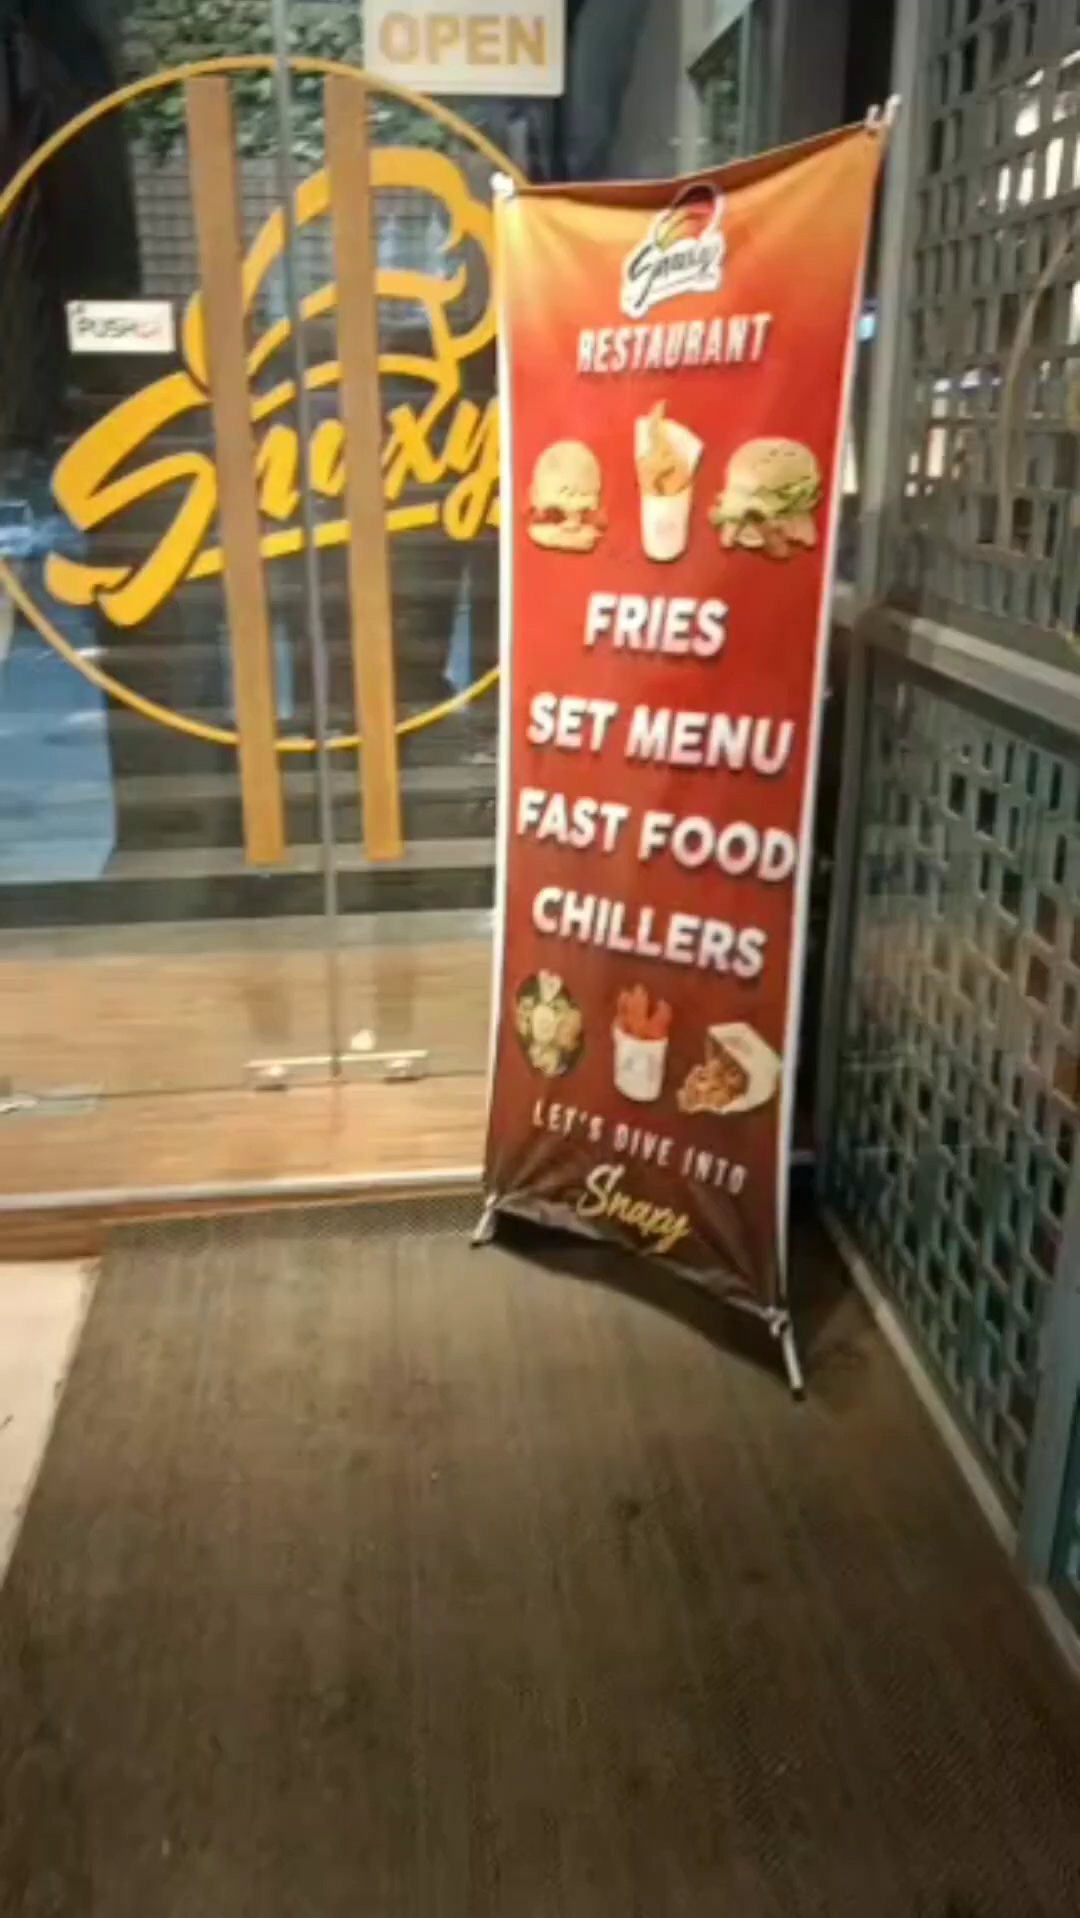 OPEN
PUSH
Snaxy
Snaxy
RESTAURANT
FRIES
SET MENU
FAST FOOD
CHILLERS
LET'S DIVE INTO
Snaxy